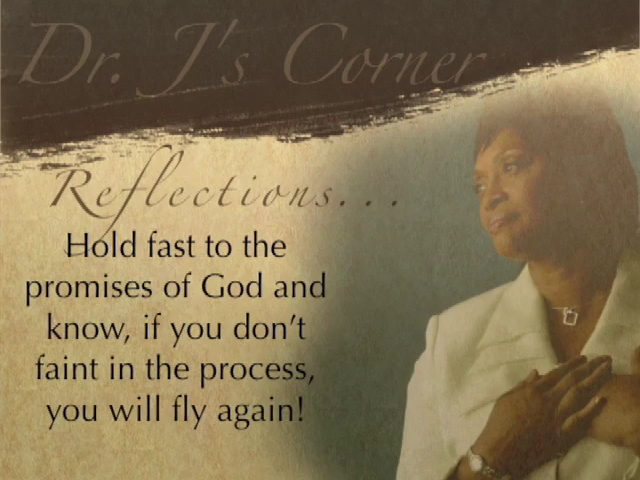 Dr. J's Corner
Reflections...
Hold fast to the
promises of God and
know, if you don't
faint in the process,
you will fly again!